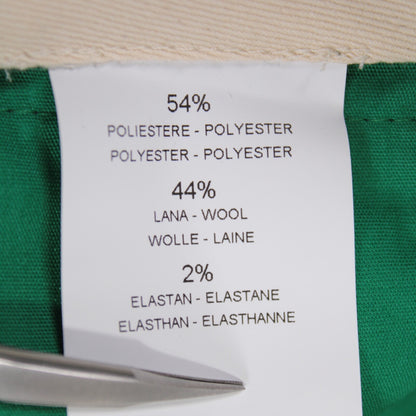 54%
POLIESTERE - POLYESTER
POLYESTER - POLYESTER
44%
LANA - WOOL
WOLLE - LAINE
2%
ELASTAN - ELASTANE
ELASTHAN - ELASTHANNE